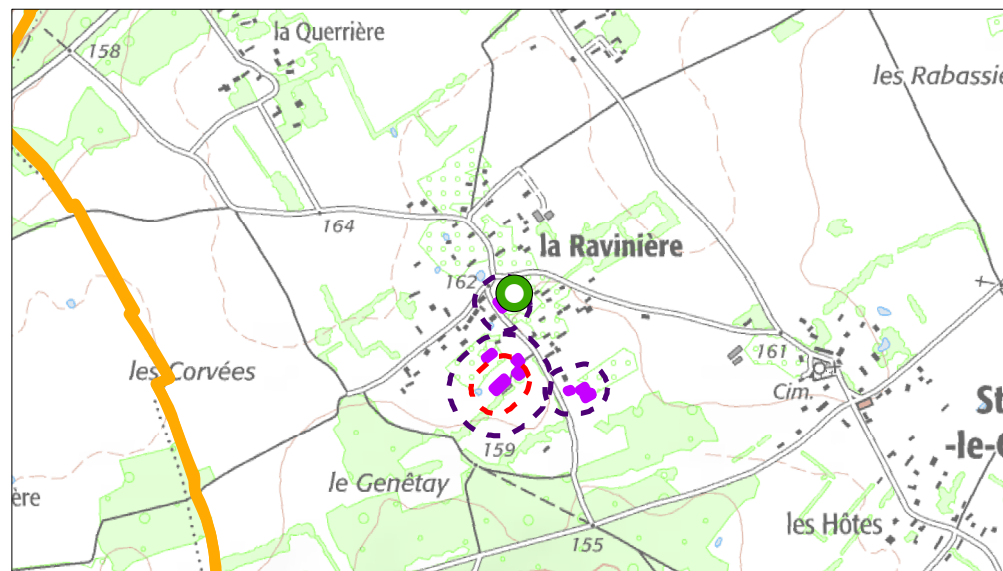 la Querrière
158
les Rabassiè
164
la Ravinière
162
161
les Corvées
Cim.
St
-le-
159
le Genêtay
ère
les Hôtes
155